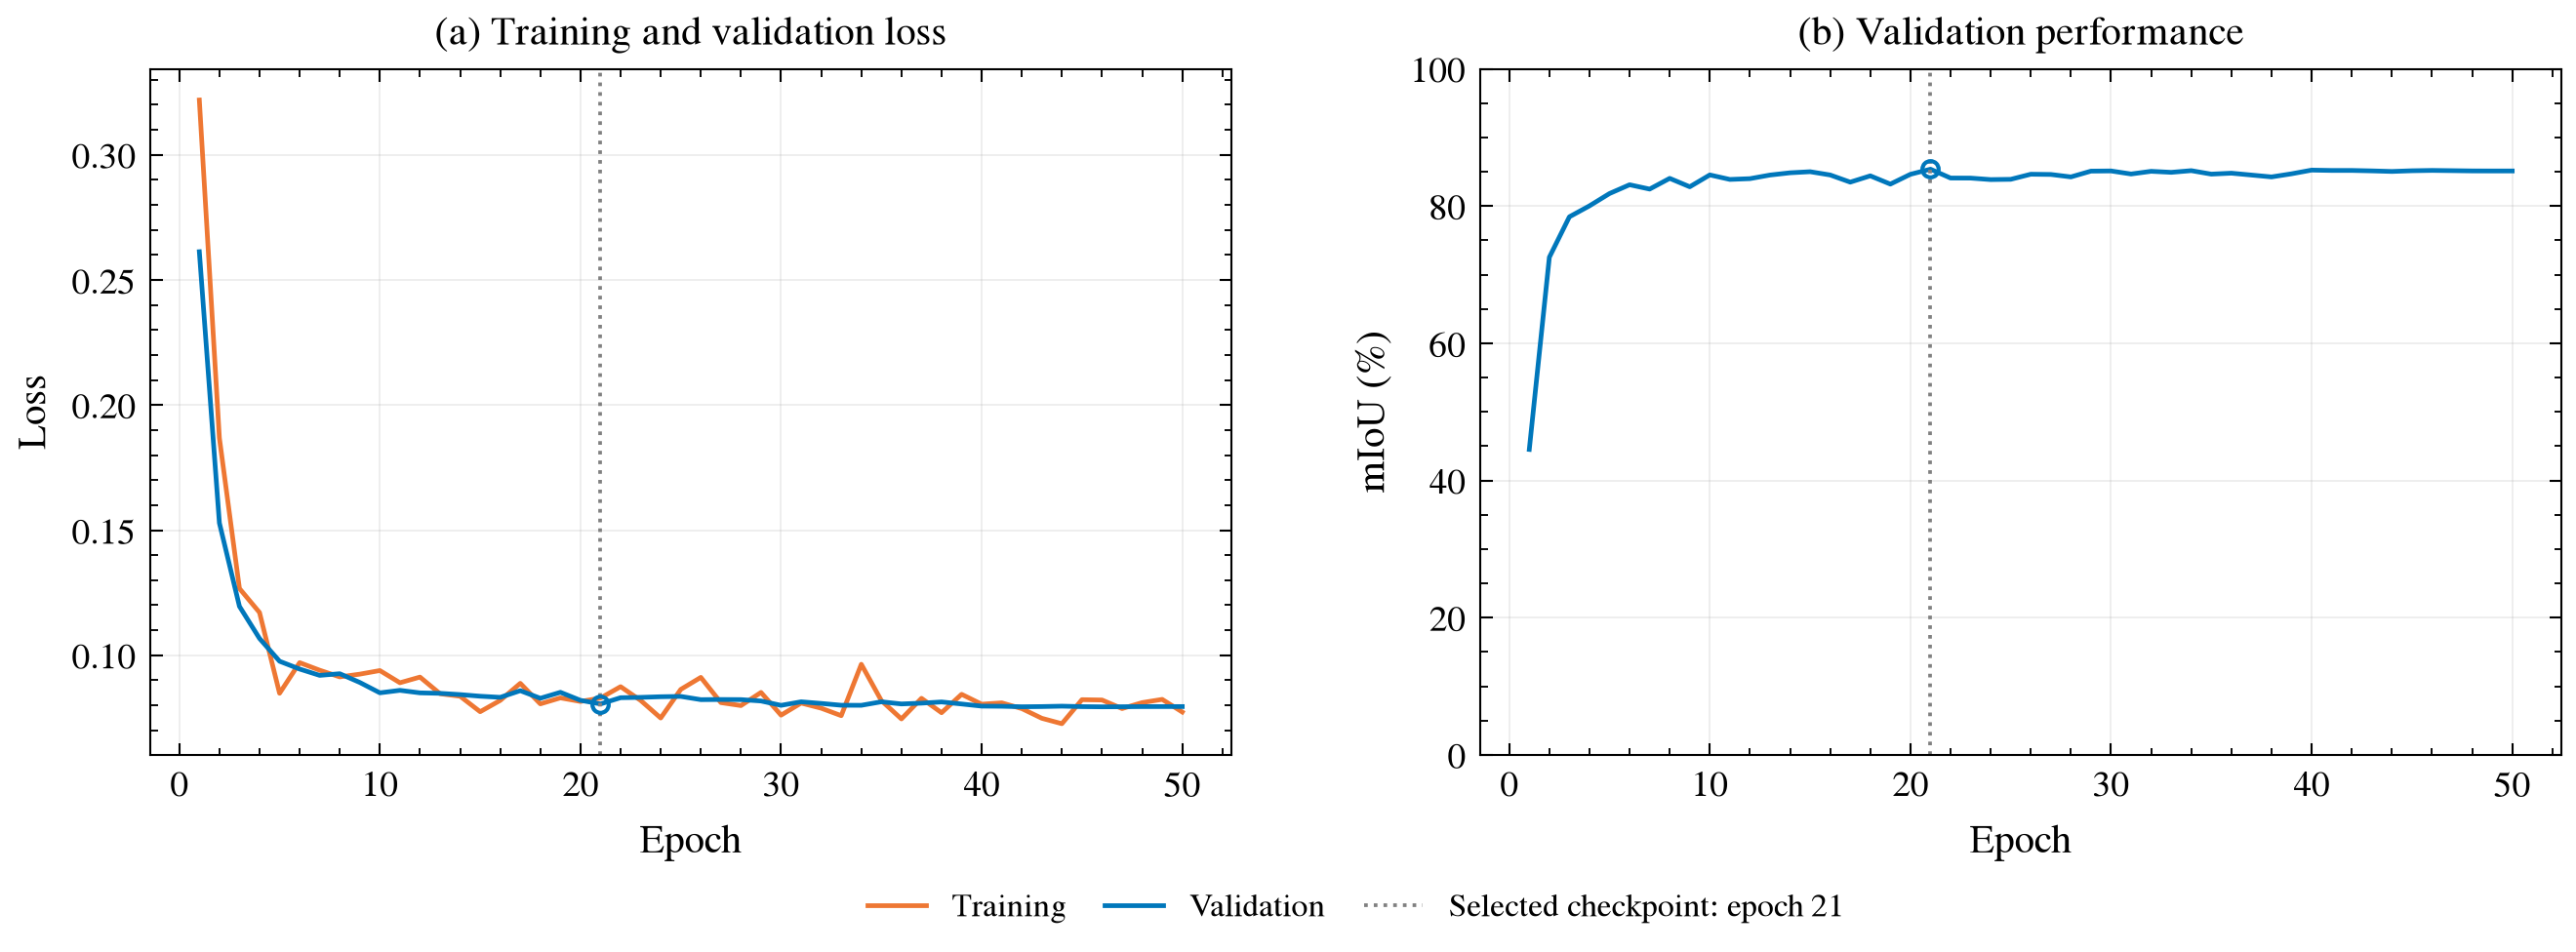 (a) Training and validation loss
0.30
0.25
0.20
0.15
0.10
Loss
0 10 20 30 40 50
Epoch
(b) Validation performance
100
80
60
40
20
0
mIoU (%)
0 10 20 30 40 50
Epoch
Training Validation Selected checkpoint: epoch 21